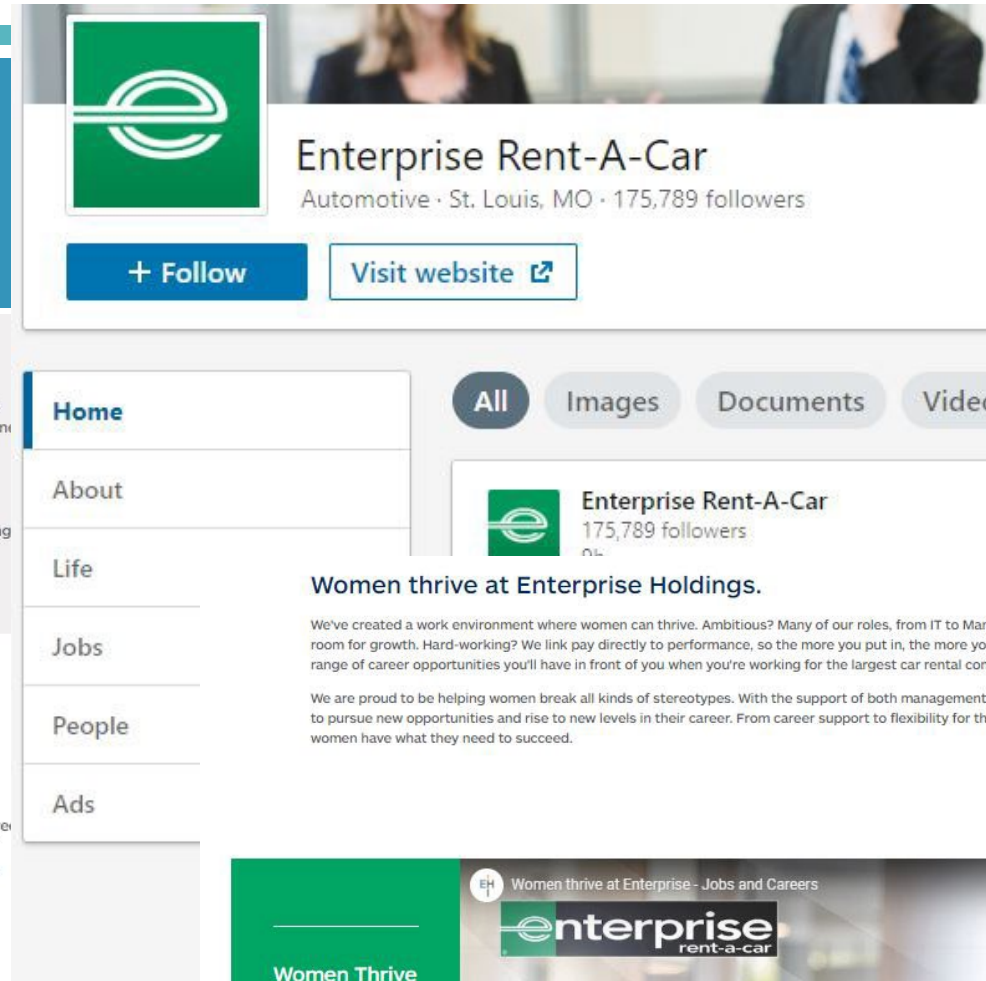 Enterprise Rent-A-Car
Automotive · St. Louis, MO · 175,789 followers
+ Follow
Visit website
Home
About
Life
Jobs
People
Ads
All
Images
Documents
Enterprise Rent-A-Car
175,789 followers
Women thrive at Enterprise Holdings.
We've created a work environment where women can thrive. Ambitious? Many of our roles, from IT to
room for growth. Hard-working? We link pay directly to performance, so the more you put in, the more
range of career opportunities you'll have in front of you when you're working for the largest car rental
We are proud to be helping women break all kinds of stereotypes. With the support of both management
to pursue new opportunities and rise to new levels in their career. From career support to flexibility for
women have what they need to succeed.
EH
Women thrive at Enterprise - Jobs and Careers
enterprise
rent-a-car
Women Thrive